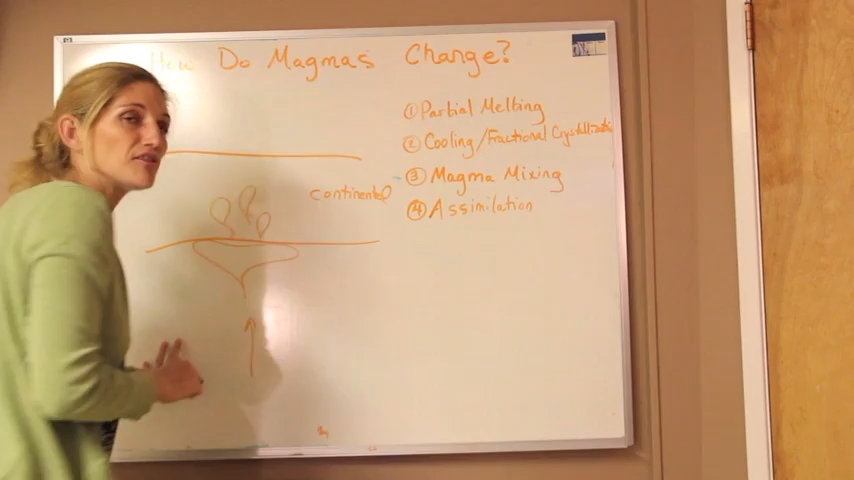 How Do Magmas Change?
① Partial Melting
② Cooling/Fractional Crystallization
③ Magma Mixing
④ Assimilation
continental